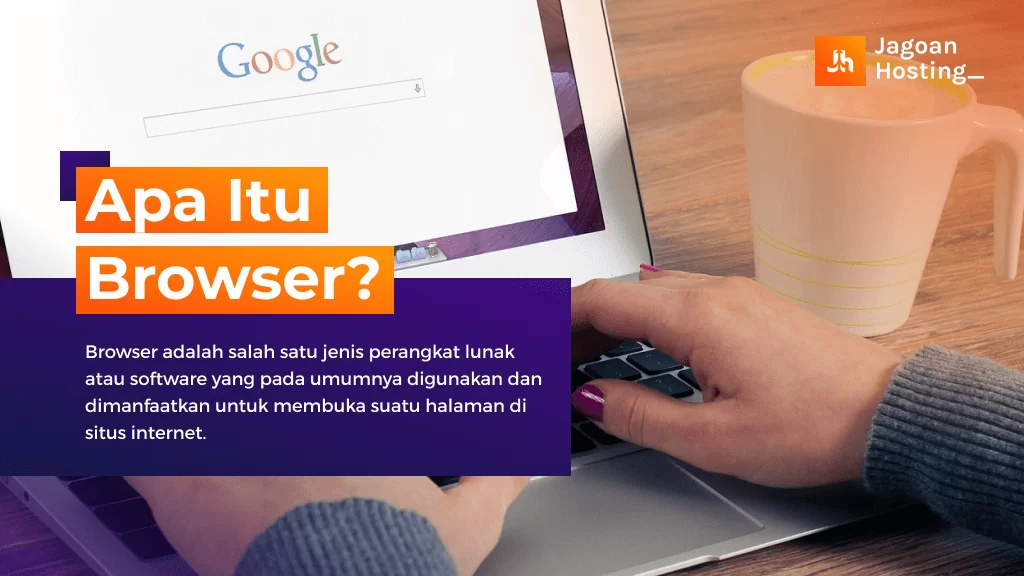 Google
Jagoan
Hosting_
Apa Itu
Browser?
Browser adalah salah satu jenis perangkat lunak
atau software yang pada umumnya digunakan dan
dimanfaatkan untuk membuka suatu halaman di
situs internet.